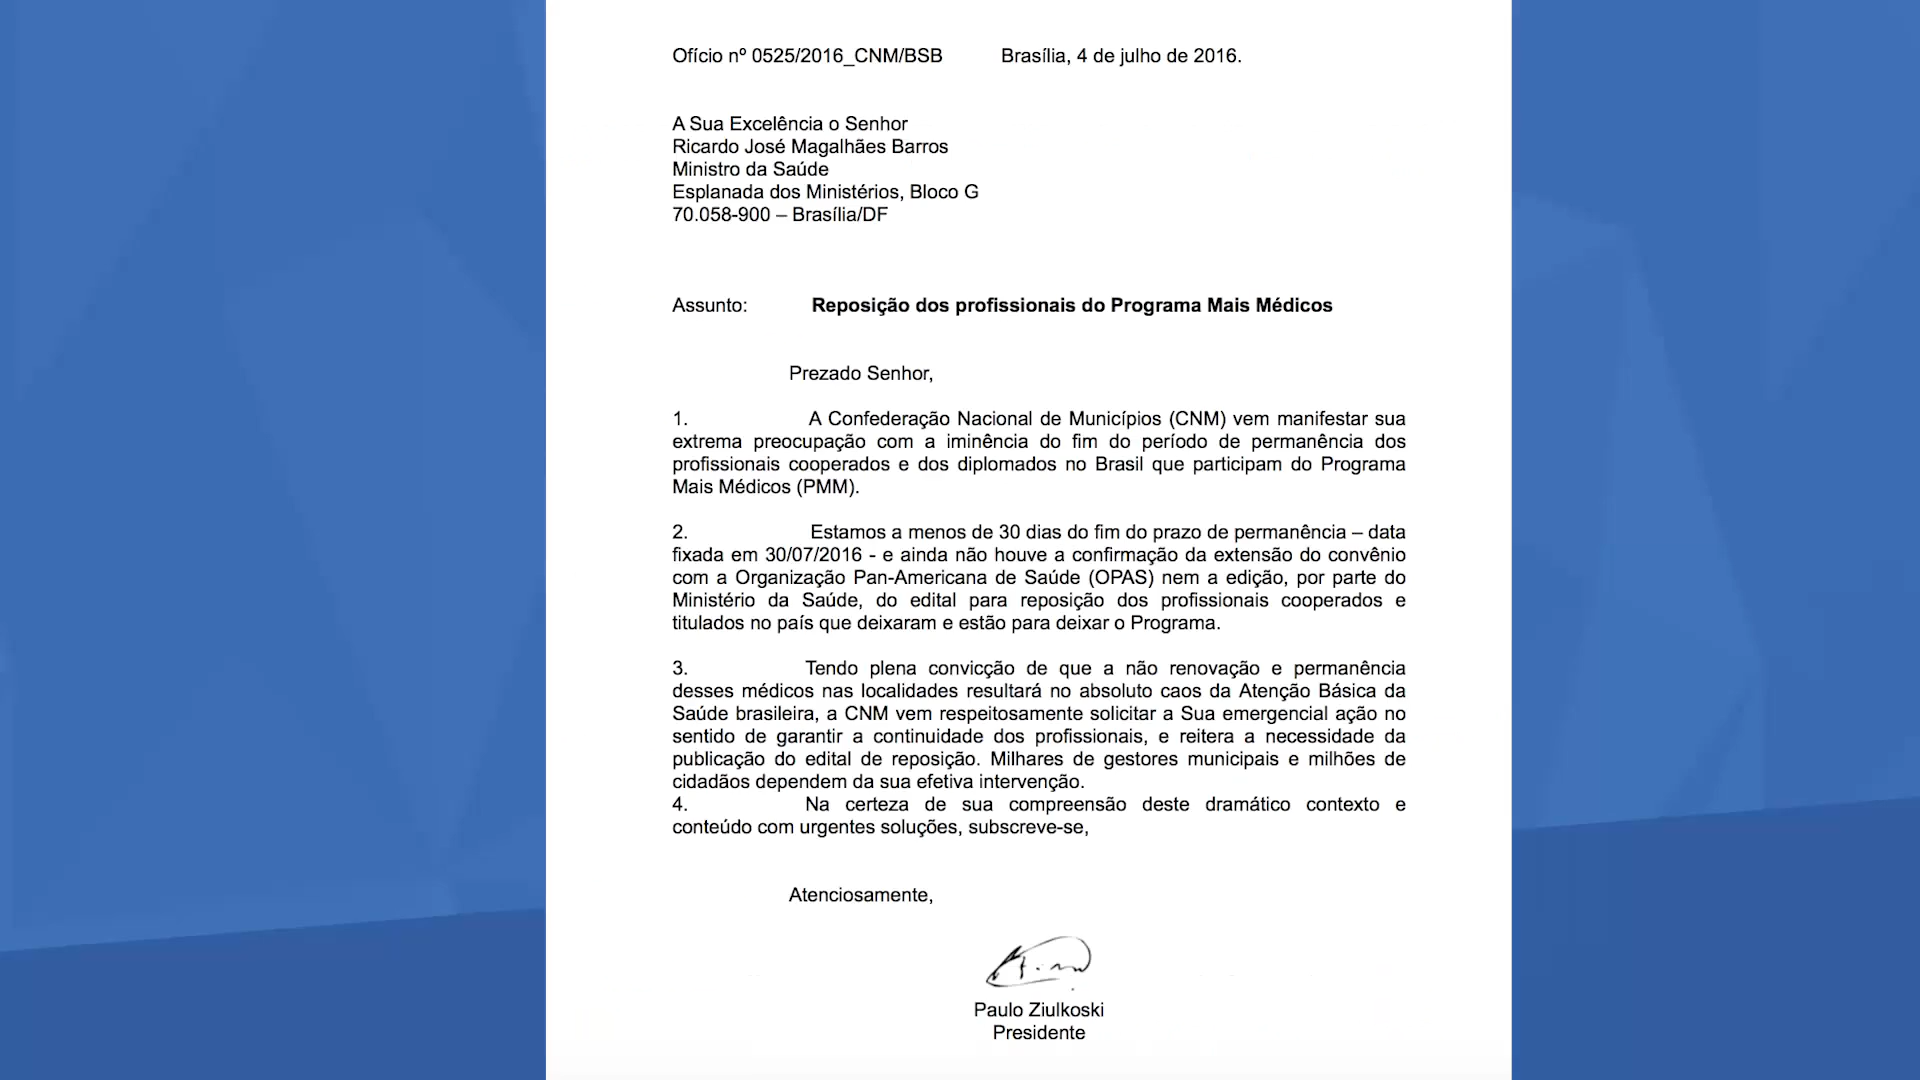 Ofício nº 0525/2016_CNM/BSB Brasília, 4 de julho de 2016.
A Sua Excelência o Senhor
Ricardo José Magalhães Barros
Ministro da Saúde
Esplanada dos Ministérios, Bloco G
70.058-900 – Brasília/DF
Assunto: Reposição dos profissionais do Programa Mais Médicos
Prezado Senhor,
1. A Confederação Nacional de Municípios (CNM) vem manifestar sua
extrema preocupação com a iminência do fim do período de permanência dos
profissionais cooperados e dos diplomados no Brasil que participam do Programa
Mais Médicos (PMM).
2. Estamos a menos de 30 dias do fim do prazo de permanência – data
fixada em 30/07/2016 - e ainda não houve a confirmação da extensão do convênio
com a Organização Pan-Americana de Saúde (OPAS) nem a edição, por parte do
Ministério da Saúde, do edital para reposição dos profissionais cooperados e
titulados no país que deixaram e estão para deixar o Programa.
3. Tendo plena convicção de que a não renovação e permanência
desses médicos nas localidades resultará no absoluto caos da Atenção Básica da
Saúde brasileira, a CNM vem respeitosamente solicitar a Sua emergencial ação no
sentido de garantir a continuidade dos profissionais, e reitera a necessidade da
publicação do edital de reposição. Milhares de gestores municipais e milhões de
cidadãos dependem da sua efetiva intervenção.
4. Na certeza de sua compreensão deste dramático contexto e
conteúdo com urgentes soluções, subscreve-se,
Atenciosamente,
Paulo Ziulkoski
Presidente